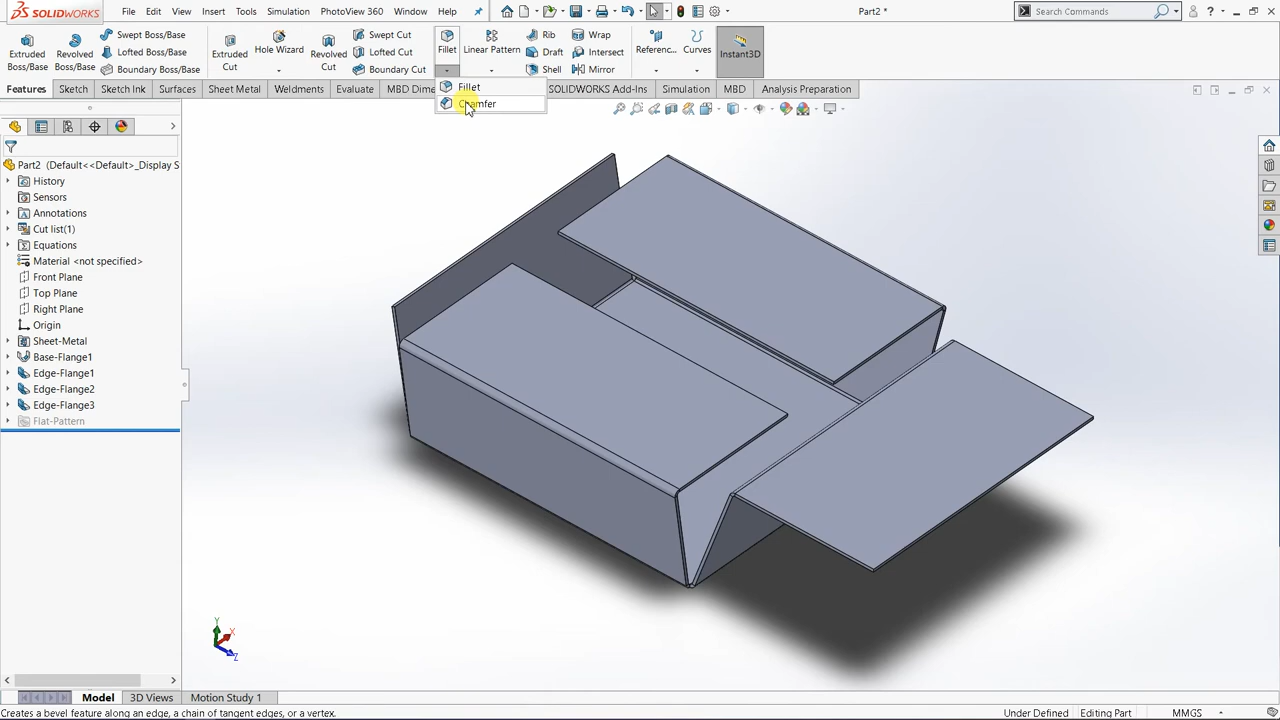 SOLIDWORKS File Edit View Insert Tools Simulation PhotoView 360 Window Help Part2 * Search Commands
Extruded Boss/Base
Revolved Boss/Base
Swept Boss/Base
Lofted Boss/Base
Boundary Boss/Base
Extruded Cut
Hole Wizard
Revolved Cut
Swept Cut
Lofted Cut
Boundary Cut
Fillet
Linear Pattern
Rib
Draft
Shell
Wrap
Intersect
Mirror
Referenc...
Curves
Instant3D
Fillet
Chamfer
Features Sketch Sketch Ink Surfaces Sheet Metal Weldments Evaluate MBD Dime SOLIDWORKS Add-Ins Simulation MBD Analysis Preparation
Part2 (Default<<Default>_Display S
History
Sensors
Annotations
Cut list(1)
Equations
Material <not specified>
Front Plane
Top Plane
Right Plane
Origin
Sheet-Metal
Base-Flange1
Edge-Flange1
Edge-Flange2
Edge-Flange3
Flat-Pattern
Y
X
Z
Model 3D Views Motion Study 1
Creates a bevel feature along an edge, a chain of tangent edges, or a vertex. Under Defined Editing Part MMGS